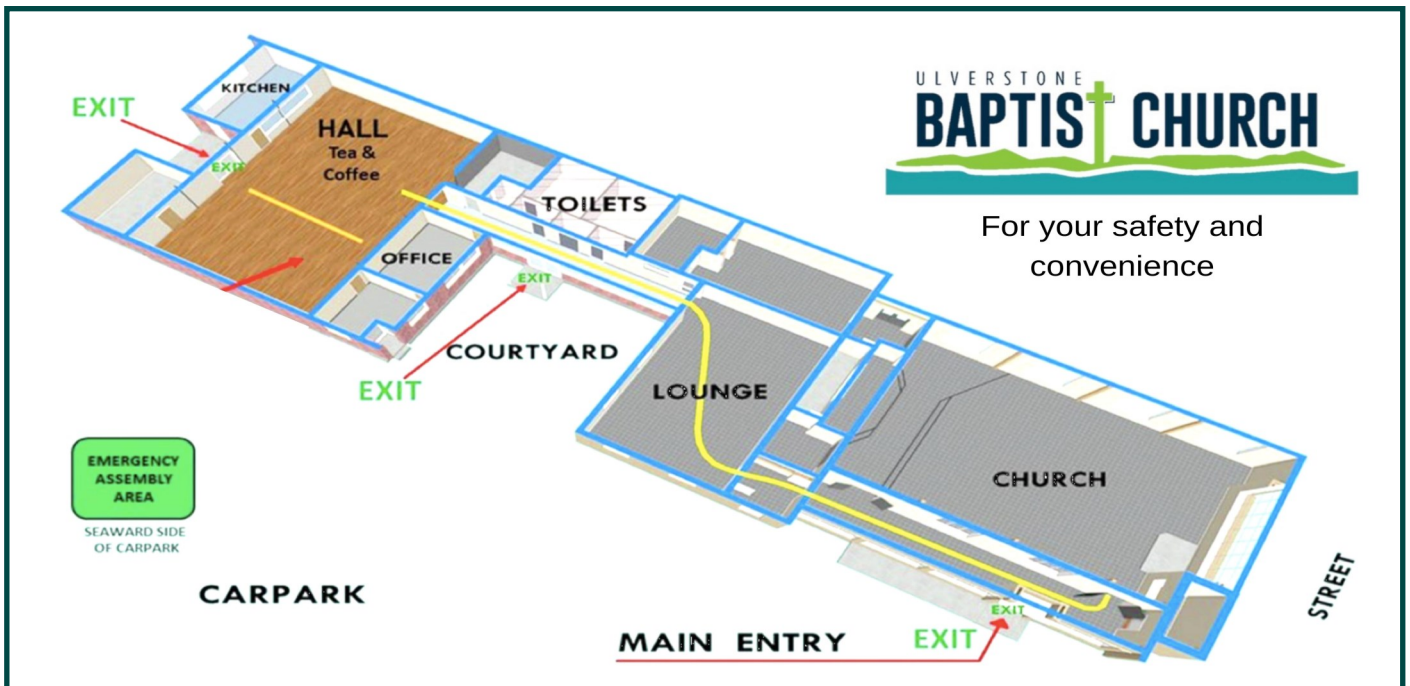 KITCHEN
EXIT
EXIT
HALL
Tea &
Coffee
ULVERSTONE
BAPTIST CHURCH
For your safety and
convenience
TOILETS
OFFICE
EXIT
COURTYARD
EXIT
LOUNGE
CHURCH
EMERGENCY
ASSEMBLY
AREA
SEAWARD SIDE
OF CARPARK
CARPARK
STREET
EXIT
MAIN ENTRY
EXIT